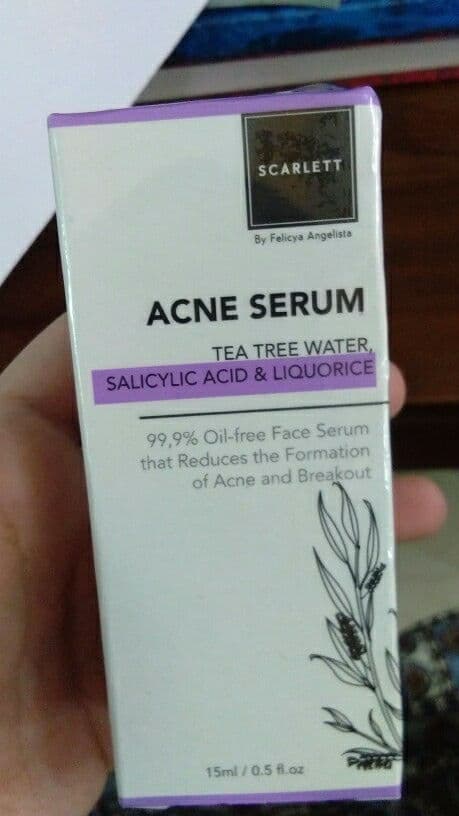 SCARLETT
By Felicya Angelista
ACNE SERUM
TEA TREE WATER,
SALICYLIC ACID & LIQUORICE
99,9% Oil-free Face Serum
that Reduces the Formation
of Acne and Breakout
15ml / 0.5 fl.oz